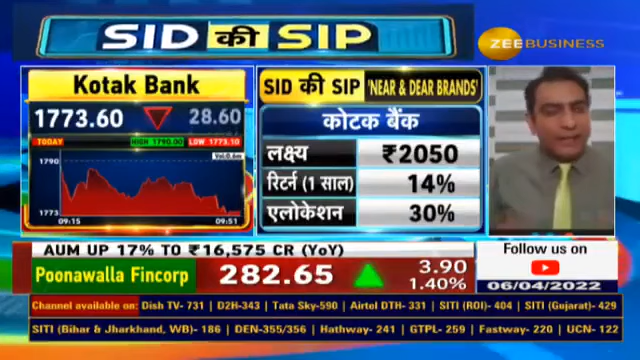 SID की SIP
ZEE BUSINESS
Kotak Bank
1773.60 28.60
TODAY HIGH 1790.00 LOW 1773.10
Vol:0.6m
1790
1773
09:15 09:51
SID की SIP 'NEAR & DEAR BRANDS'
कोटक बैंक
लक्ष्य ₹2050
रिटर्न (1 साल) 14%
एलोकेशन 30%
AUM UP 17% TO ₹16,575 CR (YoY)
Poonawalla Fincorp 282.65 3.90
1.40%
Follow us on
06/04/2022
Channel available on: Dish TV- 731 | D2H-343 | Tata Sky-590 | Airtel DTH- 331 | SITI (ROI)- 404 | SITI (Gujarat)- 429
SITI (Bihar & Jharkhand, WB)- 186 | DEN-355/356 | Hathway- 241 | GTPL- 259 | Fastway- 220 | UCN- 122